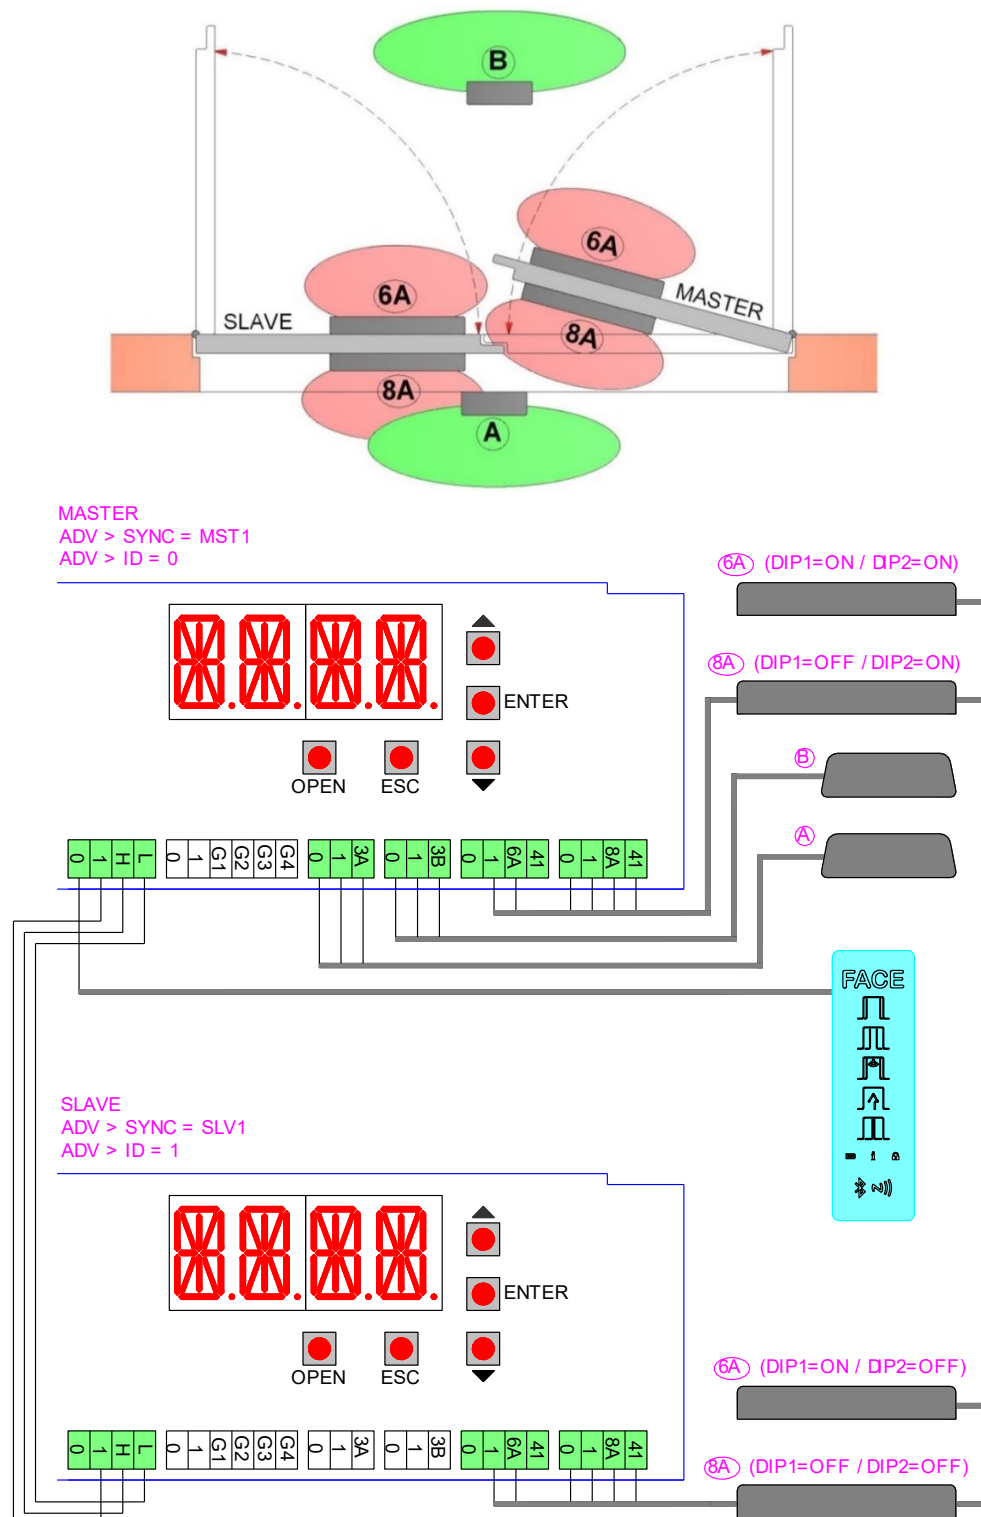 B
6A
MASTER
6A
SLAVE
8A
8A
A
MASTER
ADV > SYNC = MST1
ADV > ID = 0
6A (DIP1=ON / DIP2=ON)
8A (DIP1=OFF / DIP2=ON)
ENTER
B
OPEN ESC
A
0 1 H L 0 1 G1 G2 G3 G4 0 1 3A 0 1 3B 0 1 6A 41 0 1 8A 41
FACE
SLAVE
ADV > SYNC = SLV1
ADV > ID = 1
ENTER
OPEN ESC
6A (DIP1=ON / DIP2=OFF)
0 1 H L 0 1 G1 G2 G3 G4 0 1 3A 0 1 3B 0 1 6A 41 0 1 8A 41
8A (DIP1=OFF / DIP2=OFF)